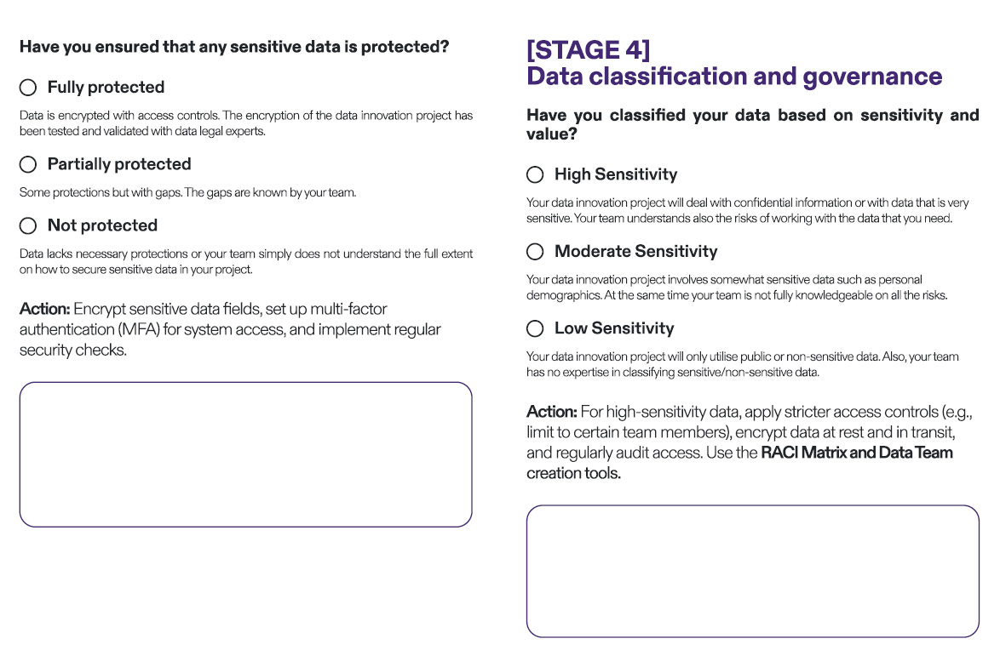 Have you ensured that any sensitive data is protected?
Fully protected
Data is encrypted with access controls. The encryption of the data innovation project has
been tested and validated with data legal experts.
Partially protected
Some protections but with gaps. The gaps are known by your team.
Not protected
Data lacks necessary protections or your team simply does not understand the full extent
on how to secure sensitive data in your project.
Action: Encrypt sensitive data fields, set up multi-factor
authentication (MFA) for system access, and implement regular
security checks.
[STAGE 4]
Data classification and governance
Have you classified your data based on sensitivity and
value?
High Sensitivity
Your data innovation project will deal with confidential information or with data that is very
sensitive. Your team understands also the risks of working with the data that you need.
Moderate Sensitivity
Your data innovation project involves somewhat sensitive data such as personal
demographics. At the same time your team is not fully knowledgeable on all the risks.
Low Sensitivity
Your data innovation project will only utilise public or non-sensitive data. Also, your team
has no expertise in classifying sensitive/non-sensitive data.
Action: For high-sensitivity data, apply stricter access controls (e.g.,
limit to certain team members), encrypt data at rest and in transit,
and regularly audit access. Use the RACI Matrix and Data Team
creation tools.